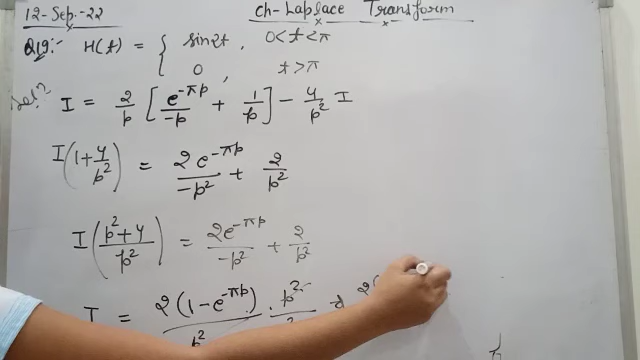 12-Sep.-22
Ch-Laplace Transform
Q19:- H(t) = { sin2t, 0<t<π
0, t>π
Sol:- I = 2/p [ e^-πp/-p + 1/p ] - 4/p² I
I(1+4/p²) = 2e^-πp/-p² + 2/p²
I(p²+4/p²) = 2e^-πp/-p² + 2/p²
I = 2(1-e^-πp)/p² · p²